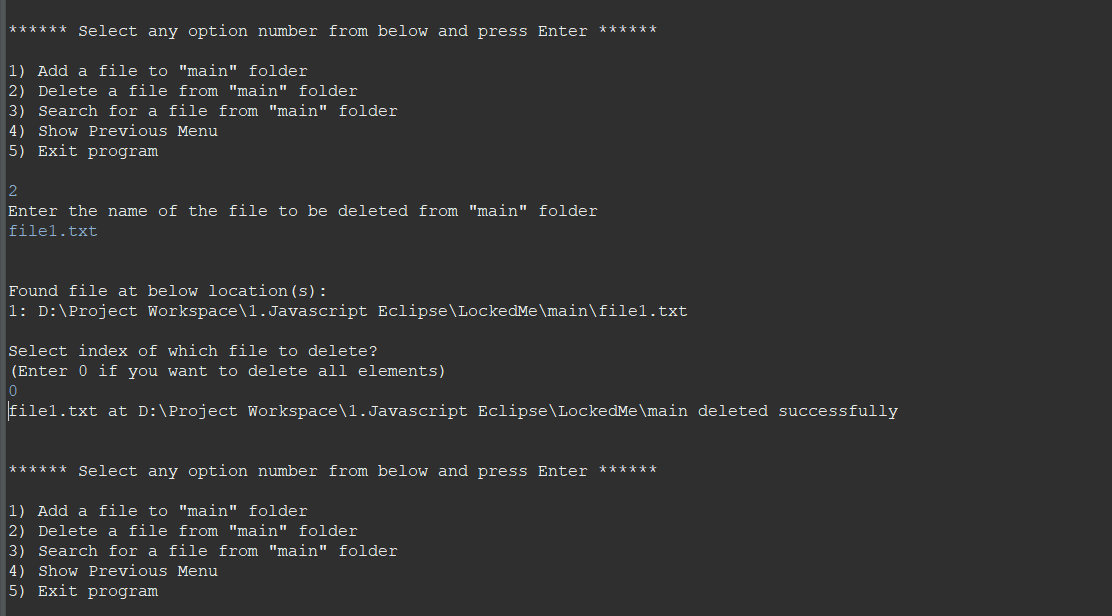 ****** Select any option number from below and press Enter ******
1) Add a file to "main" folder
2) Delete a file from "main" folder
3) Search for a file from "main" folder
4) Show Previous Menu
5) Exit program
2
Enter the name of the file to be deleted from "main" folder
file1.txt
Found file at below location(s):
1: D:\Project Workspace\1.Javascript Eclipse\LockedMe\main\file1.txt
Select index of which file to delete?
(Enter 0 if you want to delete all elements)
0
file1.txt at D:\Project Workspace\1.Javascript Eclipse\LockedMe\main deleted successfully
****** Select any option number from below and press Enter ******
1) Add a file to "main" folder
2) Delete a file from "main" folder
3) Search for a file from "main" folder
4) Show Previous Menu
5) Exit program